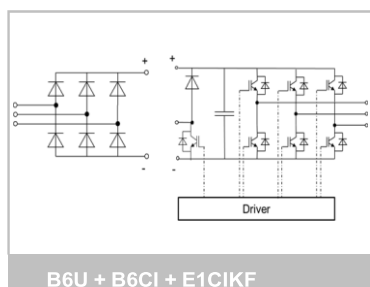 +
+
-
-
Driver
B6U + B6CI + E1CIKF